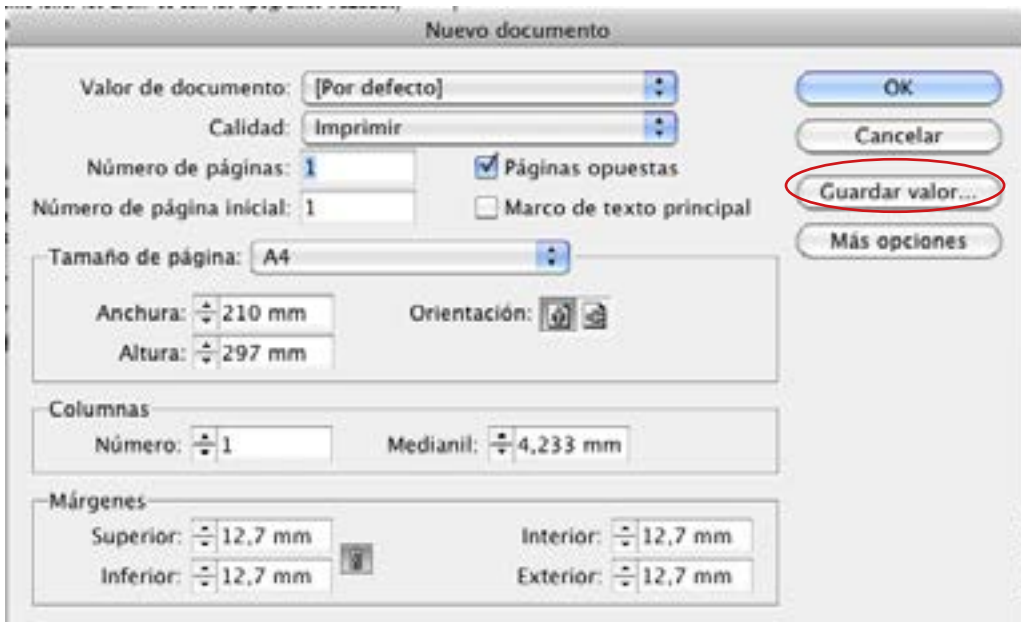 Nuevo documento
Valor de documento: [Por defecto]
OK
Calidad: Imprimir
Cancelar
Número de páginas: 1
Páginas opuestas
Guardar valor...
Número de página inicial: 1
Marco de texto principal
Más opciones
Tamaño de página: A4
Anchura: 210 mm
Orientación:
Altura: 297 mm
Columnas
Número: 1
Medianil: 4,233 mm
Márgenes
Superior: 12,7 mm
Interior: 12,7 mm
Inferior: 12,7 mm
Exterior: 12,7 mm